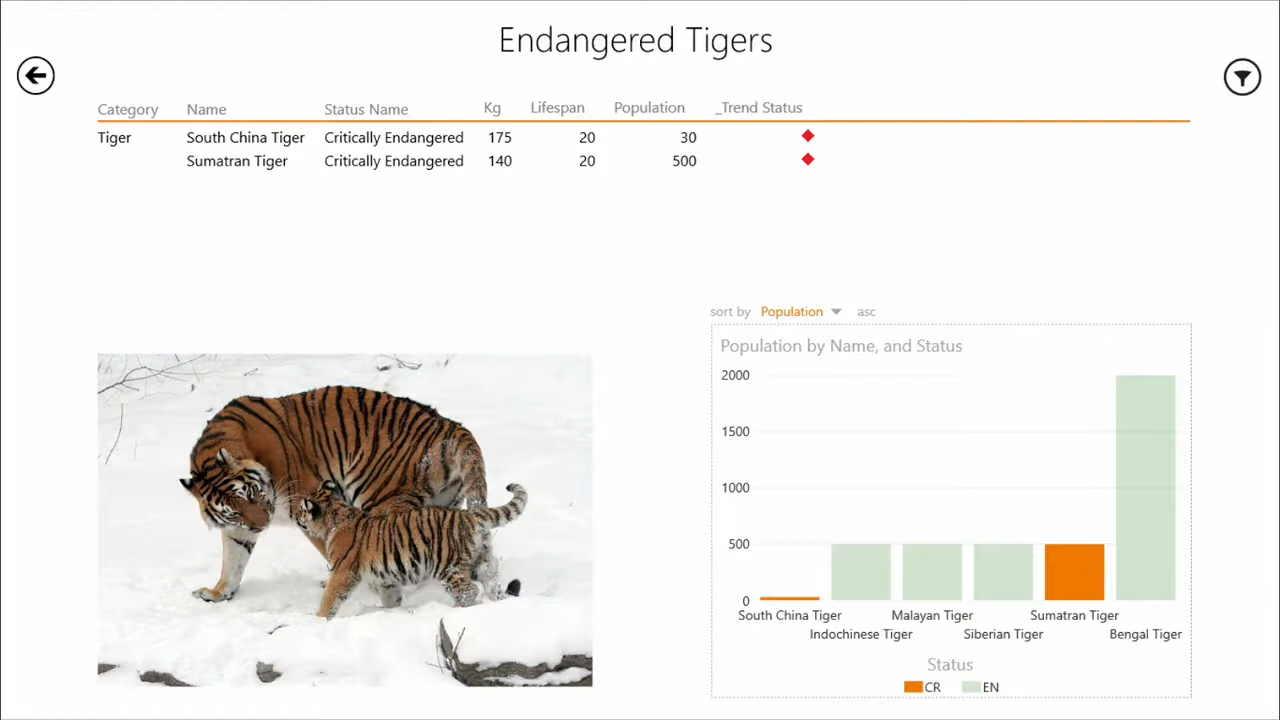 Endangered Tigers
Category Name Status Name Kg Lifespan Population _Trend Status
Tiger South China Tiger Critically Endangered 175 20 30
Sumatran Tiger Critically Endangered 140 20 500
sort by Population asc
Population by Name, and Status
2000
1500
1000
500
0
South China Tiger Malayan Tiger Sumatran Tiger
Indochinese Tiger Siberian Tiger Bengal Tiger
Status
CR EN